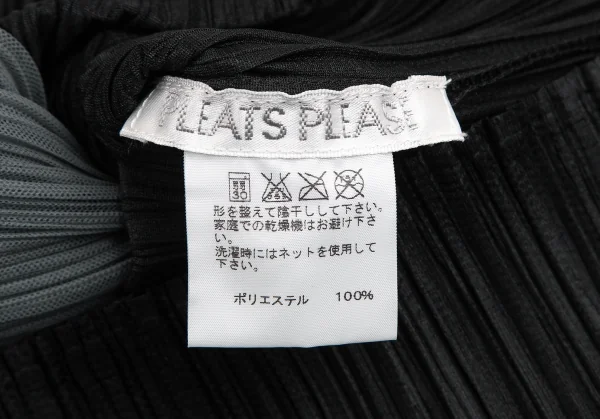 PLEATS PLEASE
弱
30
形を整えて陰干しして下さい。
家庭での乾燥機はお避け下さ
い。
洗濯時にはネットを使用して
下さい。
ポリエステル 100%